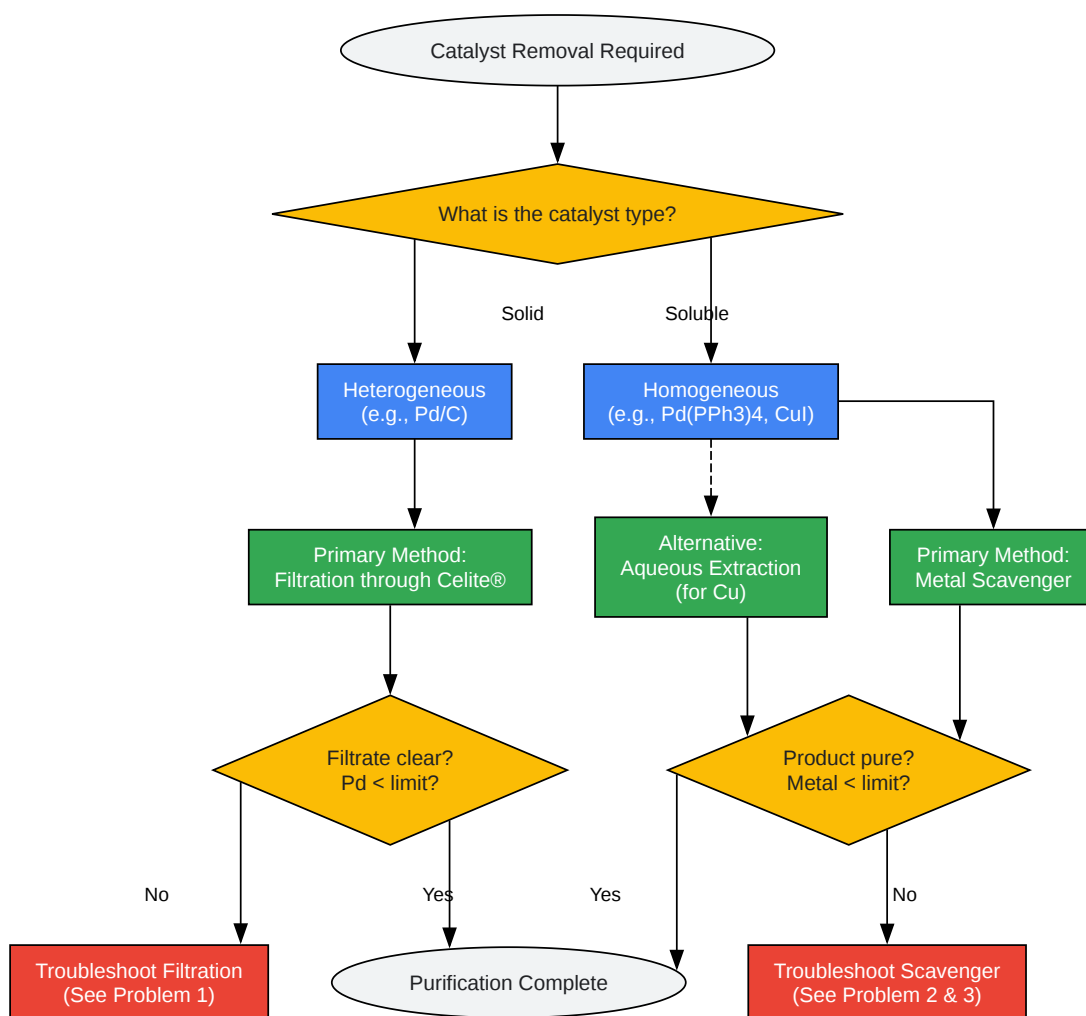 Catalyst Removal Required
What is the catalyst type?
Solid
Soluble
Heterogeneous
(e.g., Pd/C)
Homogeneous
(e.g., Pd(PPh3)4, CuI)
Primary Method:
Filtration through Celite®
Alternative:
Aqueous Extraction
(for Cu)
Primary Method:
Metal Scavenger
Filtrate clear?
Pd < limit?
Product pure?
Metal < limit?
No
Yes
Yes
No
Troubleshoot Filtration
(See Problem 1)
Purification Complete
Troubleshoot Scavenger
(See Problem 2 & 3)